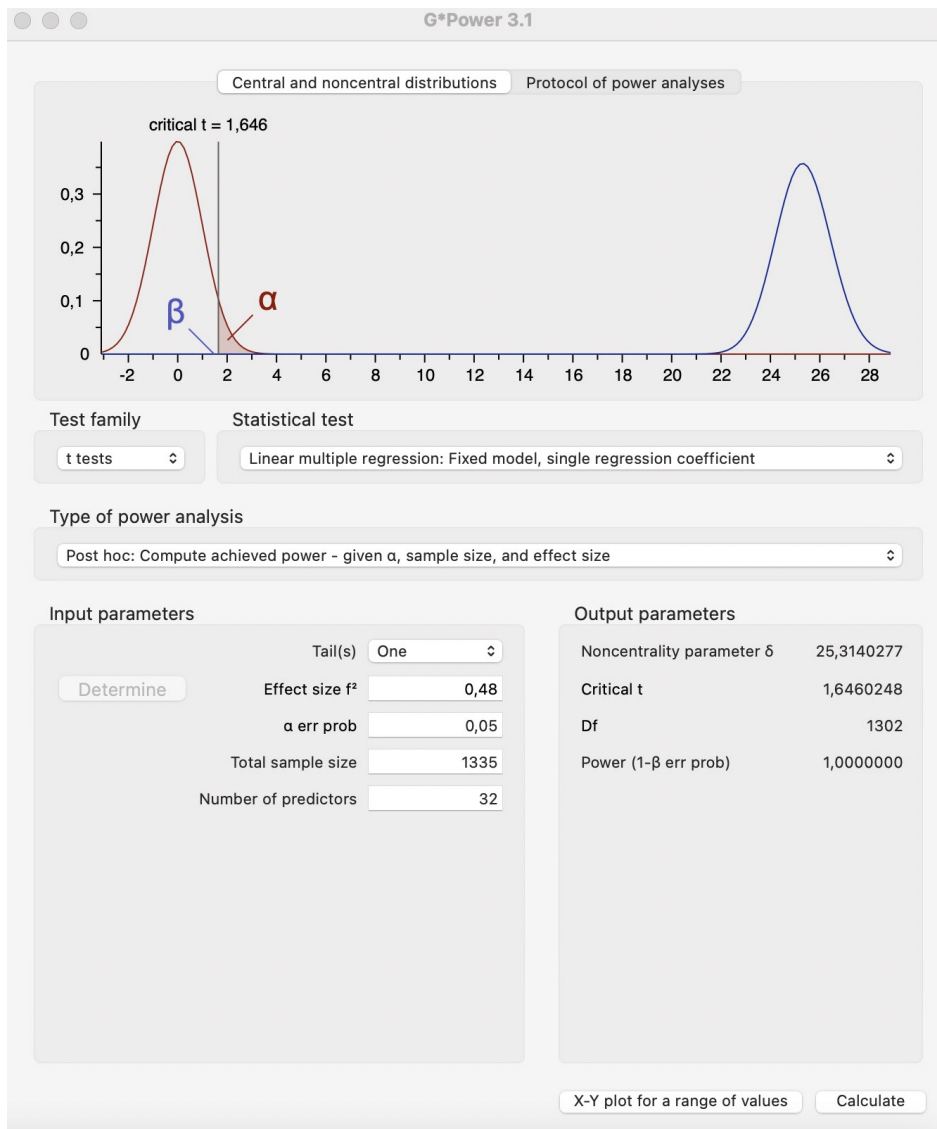 G*Power 3.1
Central and noncentral distributions Protocol of power analyses
critical t = 1,646
0,3
0,2
0,1
0
β
α
-2 0 2 4 6 8 10 12 14 16 18 20 22 24 26 28
Test family Statistical test
t tests Linear multiple regression: Fixed model, single regression coefficient
Type of power analysis
Post hoc: Compute achieved power - given α, sample size, and effect size
Input parameters Output parameters
Tail(s) One Noncentrality parameter δ 25,3140277
Determine Effect size f² 0,48 Critical t 1,6460248
α err prob 0,05 Df 1302
Total sample size 1335 Power (1-β err prob) 1,0000000
Number of predictors 32
X-Y plot for a range of values Calculate